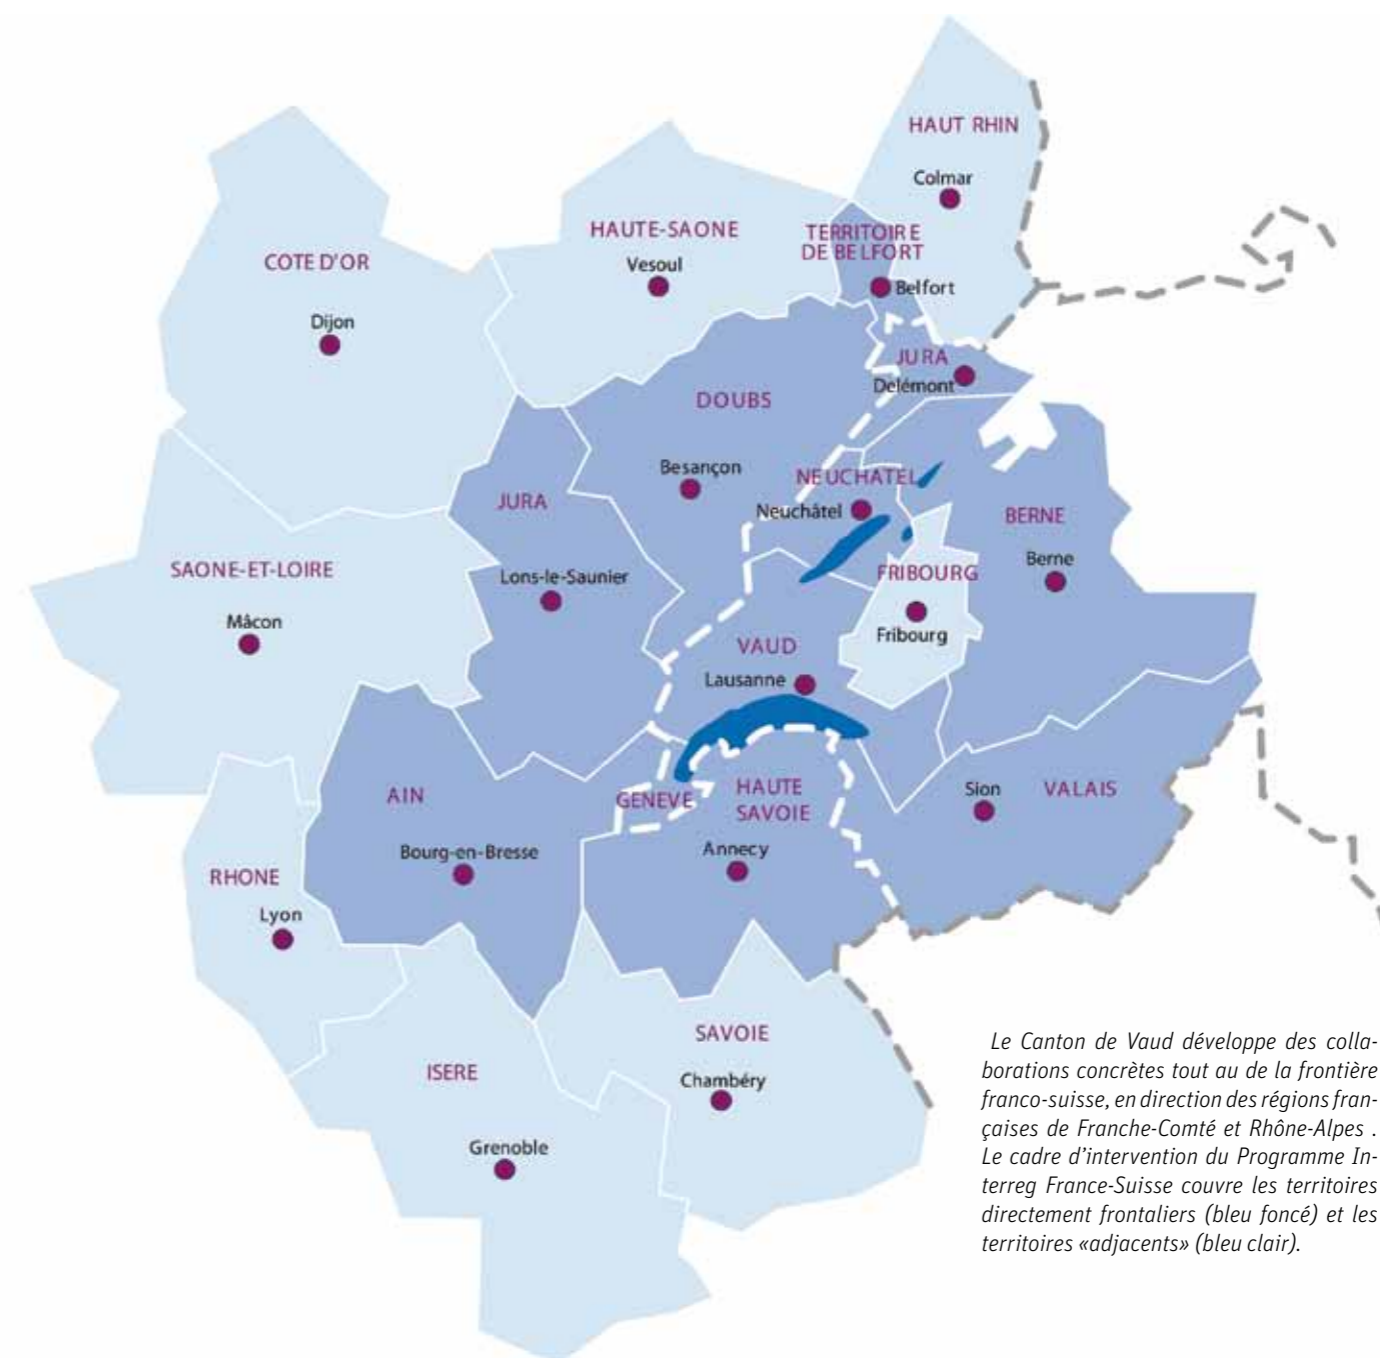 HAUT RHIN
Colmar
HAUTE-SAONE
Vesoul
TERRITOIRE
DE BELFORT
Belfort
COTE D'OR
Dijon
JURA
Delémont
DOUBS
Besançon
NEUCHATEL
Neuchâtel
JURA
Lons-le-Saunier
BERNE
Berne
SAONE-ET-LOIRE
Mâcon
FRIBOURG
Fribourg
VAUD
Lausanne
AIN
Bourg-en-Bresse
GENEVE
HAUTE
SAVOIE
Annecy
Sion
VALAIS
RHONE
Lyon
ISERE
Grenoble
SAVOIE
Chambéry
Le Canton de Vaud développe des colla-
borations concrètes tout au de la frontière
franco-suisse, en direction des régions fran-
çaises de Franche-Comté et Rhône-Alpes .
Le cadre d'intervention du Programme In-
terreg France-Suisse couvre les territoires
directement frontaliers (bleu foncé) et les
territoires «adjacents» (bleu clair).